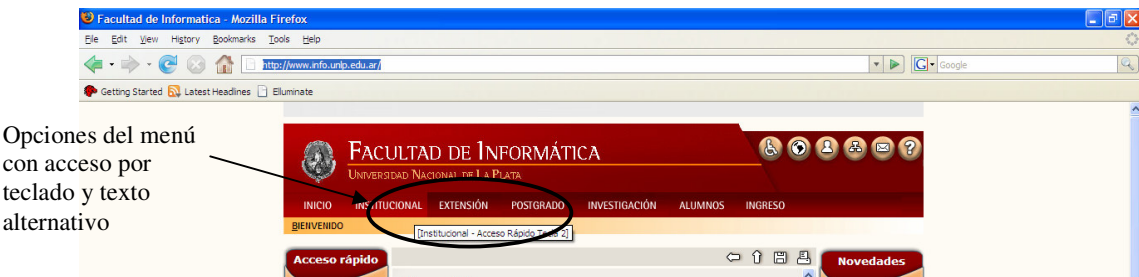 Facultad de Informatica - Mozilla Firefox
File Edit View History Bookmarks Tools Help
http://www.info.unlp.edu.ar/
G Google
Getting Started Latest Headlines Elluminate
Opciones del menú
con acceso por
teclado y texto
alternativo
FACULTAD DE INFORMÁTICA
UNIVERSIDAD NACIONAL DE LA PLATA
INICIO INSTITUCIONAL EXTENSIÓN POSTGRADO INVESTIGACIÓN ALUMNOS INGRESO
BIENVENIDO
[Institucional - Acceso Rápido Tecla 2]
Acceso rápido
Novedades